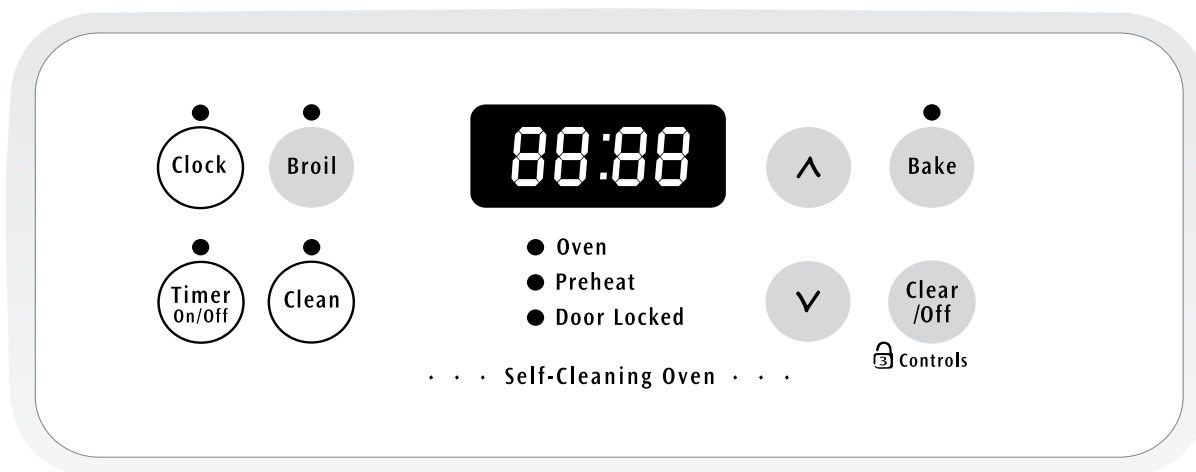 Clock
Broil
88:88
∧
Bake
Timer
On/Off
Clean
Oven
Preheat
Door Locked
∨
Clear
/Off
3 Controls
· · · Self-Cleaning Oven · · ·